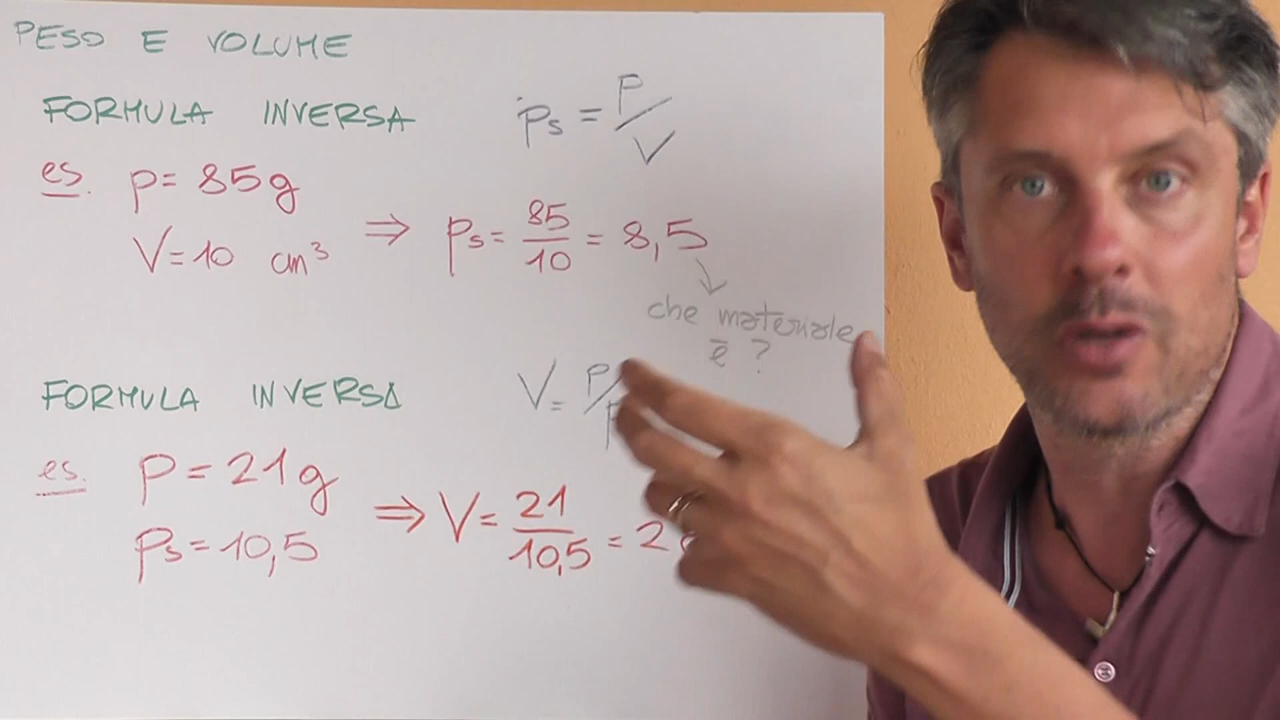 PESO E VOLUME
FORMULA INVERSA
ps = P/V
es. p= 85g
V=10 cm³
⇒ ps= 85/10 = 8,5
↓
che materiale
è ?
FORMULA INVERSA
V= P/
es. p = 21g
ps=10,5
⇒ V= 21/10,5 = 2